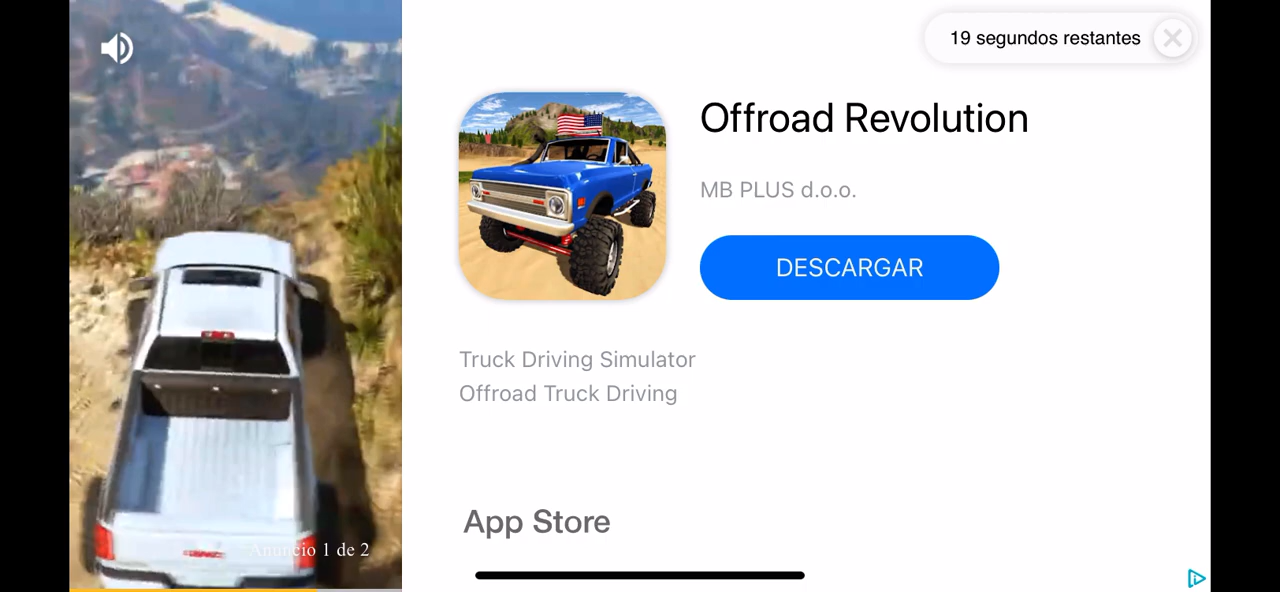 19 segundos restantes
Offroad Revolution
MB PLUS d.o.o.
DESCARGAR
Truck Driving Simulator
Offroad Truck Driving
App Store
Anuncio 1 de 2